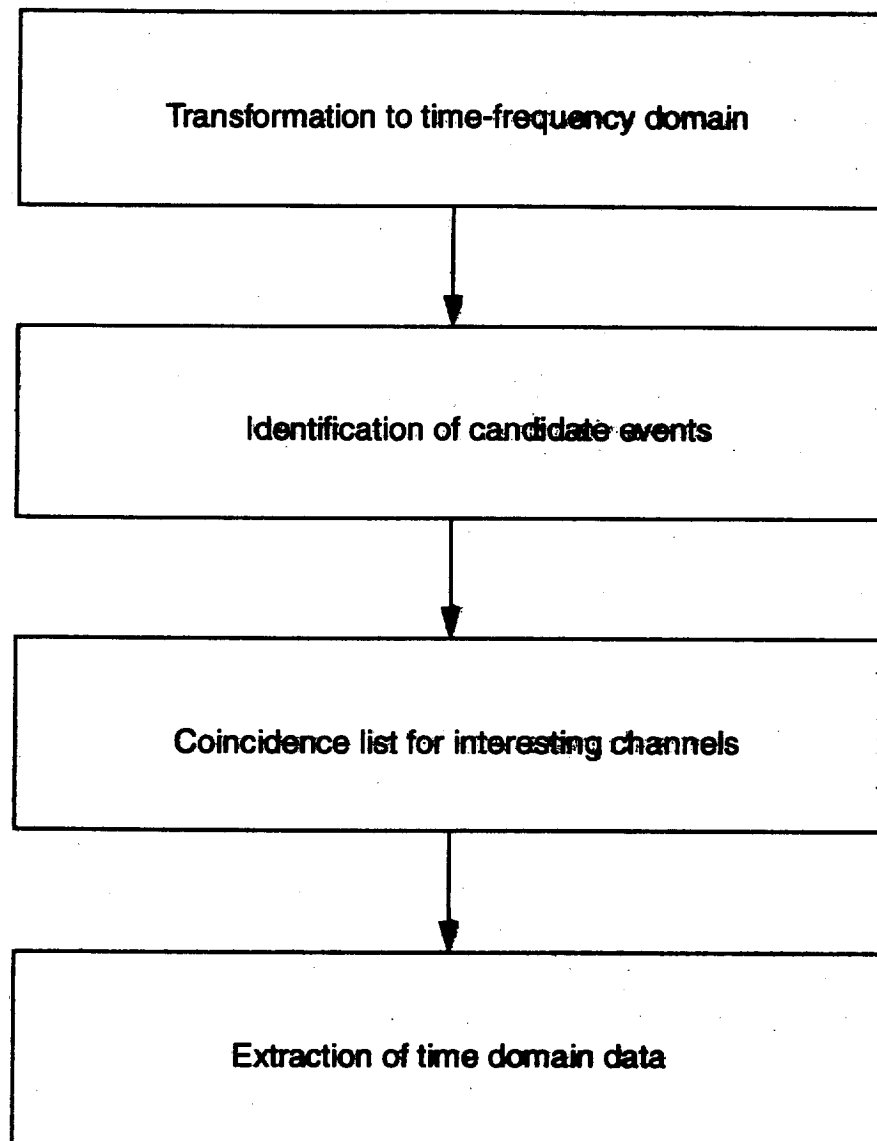 Transformation to time-frequency domain
Identification of candidate events
Coincidence list for interesting channels
Extraction of time domain data